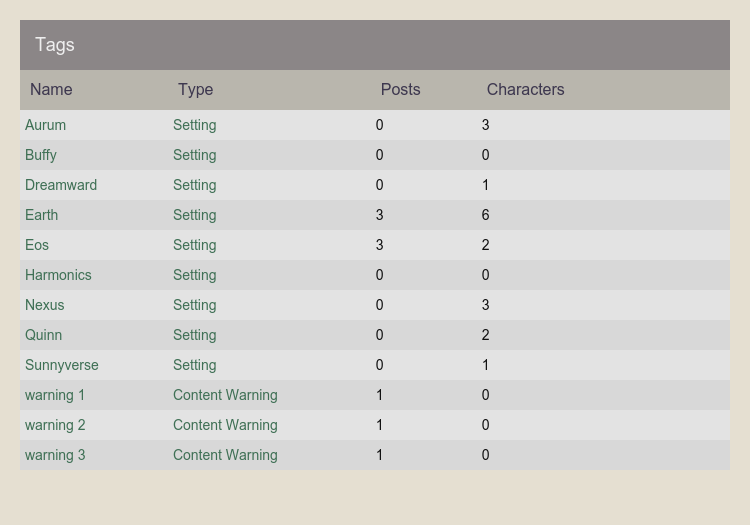 Tags
Name Type Posts Characters
Aurum Setting 0 3
Buffy Setting 0 0
Dreamward Setting 0 1
Earth Setting 3 6
Eos Setting 3 2
Harmonics Setting 0 0
Nexus Setting 0 3
Quinn Setting 0 2
Sunnyverse Setting 0 1
warning 1 Content Warning 1 0
warning 2 Content Warning 1 0
warning 3 Content Warning 1 0